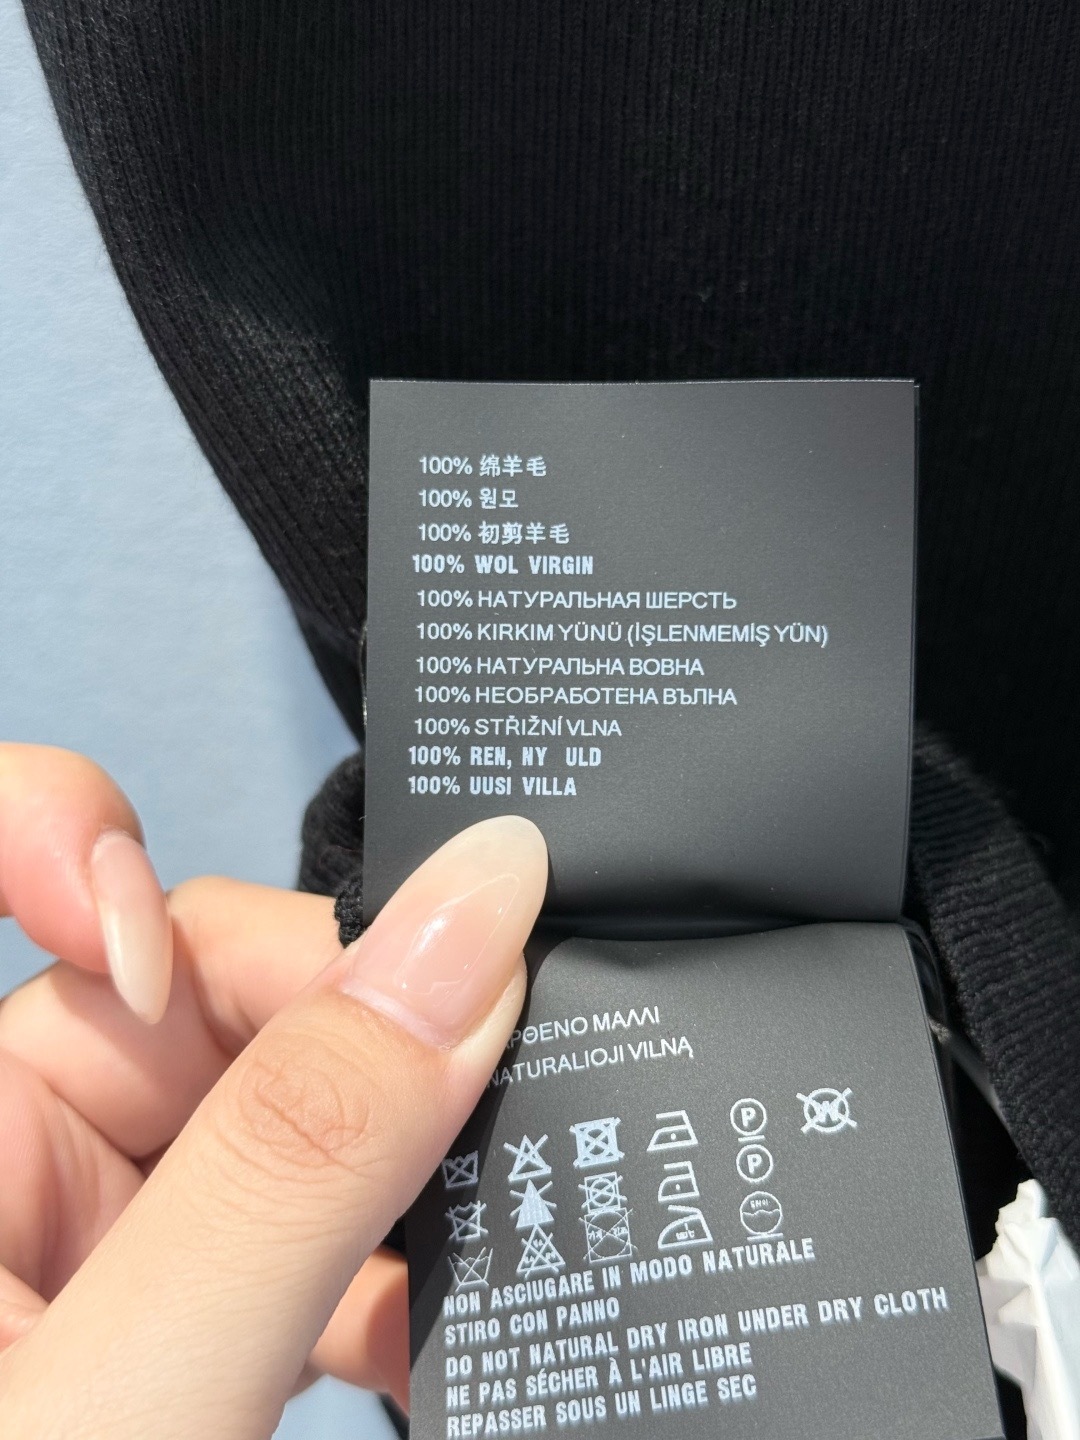 100% 绵羊毛
100% 원모
100% 初剪羊毛
100% WOL VIRGIN
100% НАТУРАЛЬНАЯ ШЕРСТЬ
100% KIRKIM YÜNÜ (İŞLENMEMİŞ YÜN)
100% НАТУРАЛЬНА ВОВНА
100% НЕОБРАБОТЕНА ВЪЛНА
100% STŘIŽNÍ VLNA
100% REN, NY ULD
100% UUSI VILLA
ΡΘΕΝΟ ΜΑΛΛΙ
NATURALIOJI VILNĄ
P
W
P
NON ASCIUGARE IN MODO NATURALE
STIRO CON PANNO
DO NOT NATURAL DRY IRON UNDER DRY CLOTH
NE PAS SÉCHER À L'AIR LIBRE
REPASSER SOUS UN LINGE SEC